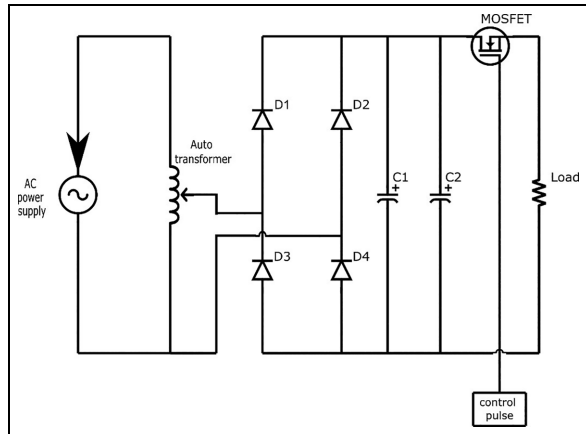 MOSFET
D1
D2
Auto
transformer
C1
+
C2
+
Load
AC
power
supply
D3
D4
control
pulse